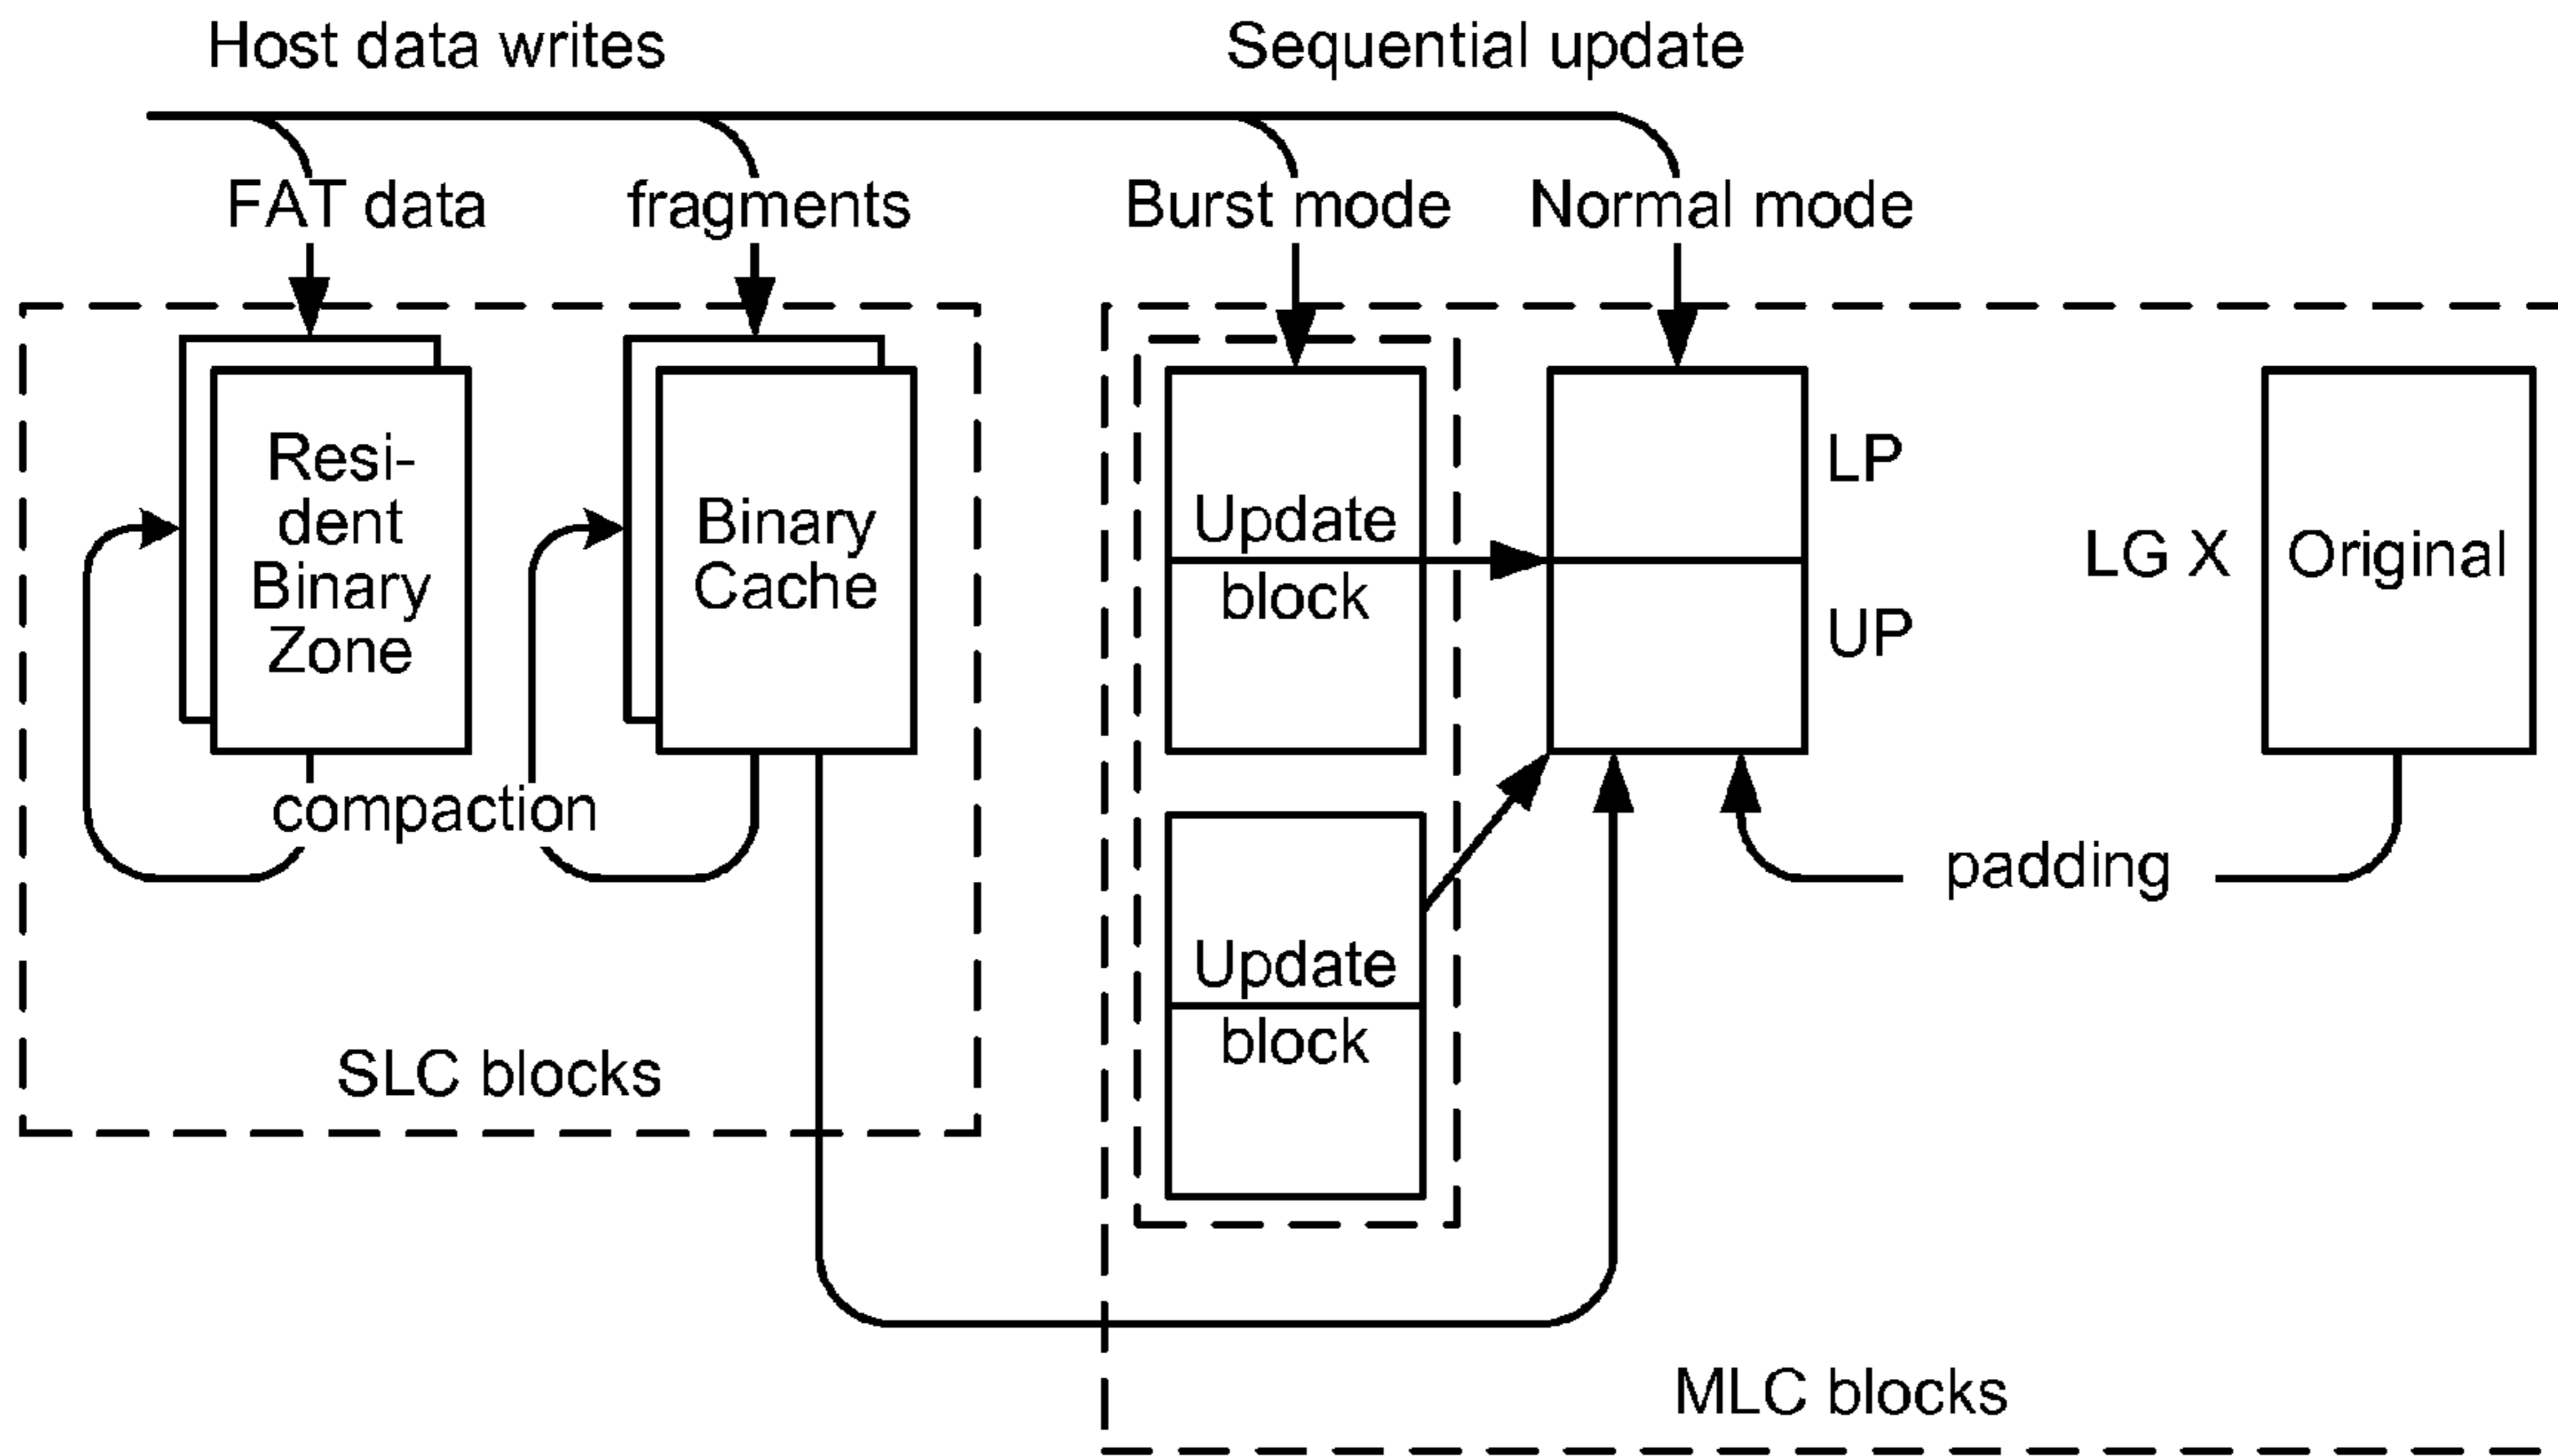 Host data writes
Sequential update
FAT data
fragments
Burst mode
Normal mode
Resi-
dent
Binary
Zone
Binary
Cache
Update
block
LP
UP
LG X
Original
compaction
padding
Update
block
SLC blocks
MLC blocks